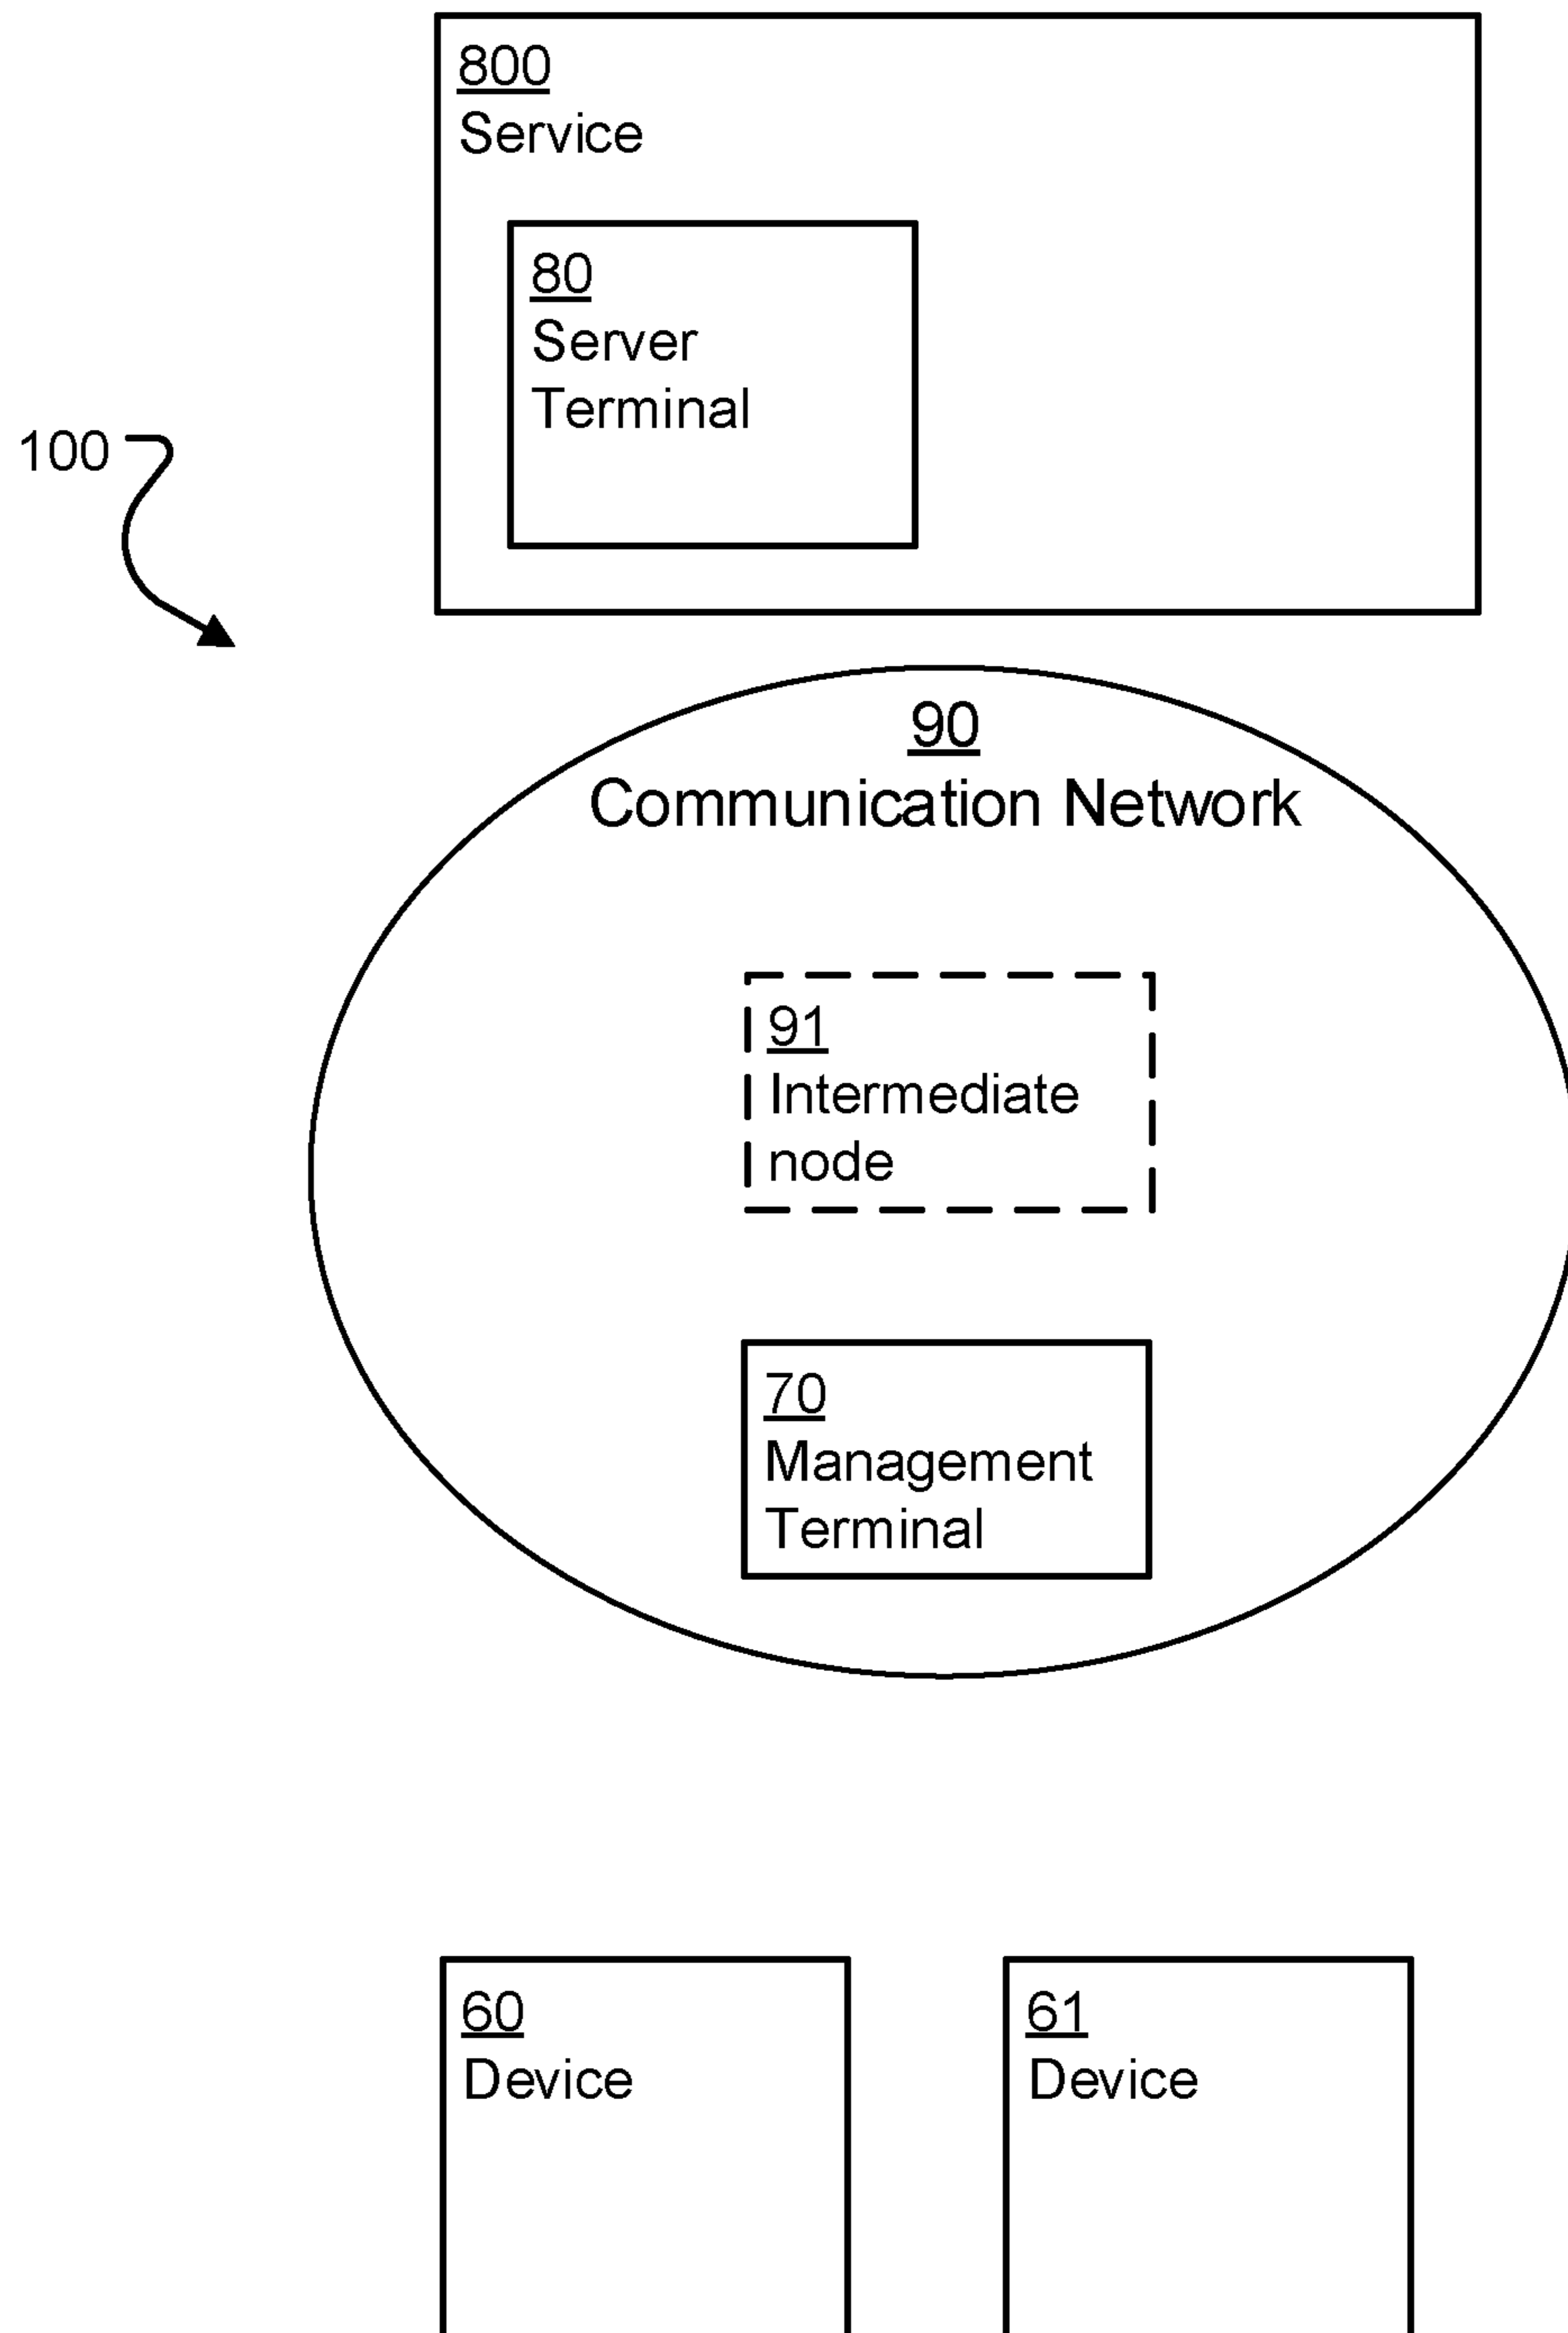 800
Service
80
Server
Terminal
100
90
Communication Network
91
Intermediate
node
70
Management
Terminal
60
Device
61
Device